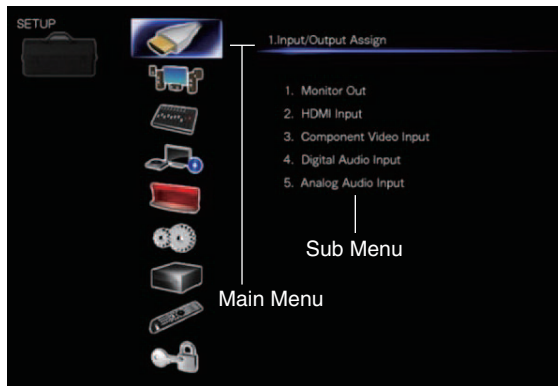 SETUP
1.Input/Output Assign
1. Monitor Out
2. HDMI Input
3. Component Video Input
4. Digital Audio Input
5. Analog Audio Input
Sub Menu
Main Menu